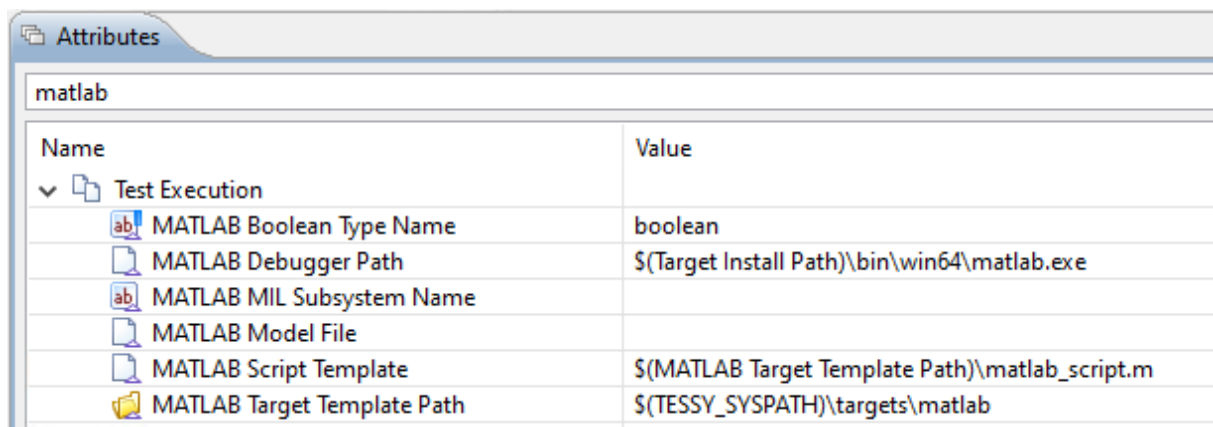 Attributes
matlab
Name Value
Test Execution
ab MATLAB Boolean Type Name boolean
MATLAB Debugger Path $(Target Install Path)\bin\win64\matlab.exe
ab MATLAB MIL Subsystem Name
MATLAB Model File
MATLAB Script Template $(MATLAB Target Template Path)\matlab_script.m
MATLAB Target Template Path $(TESSY_SYSPATH)\targets\matlab